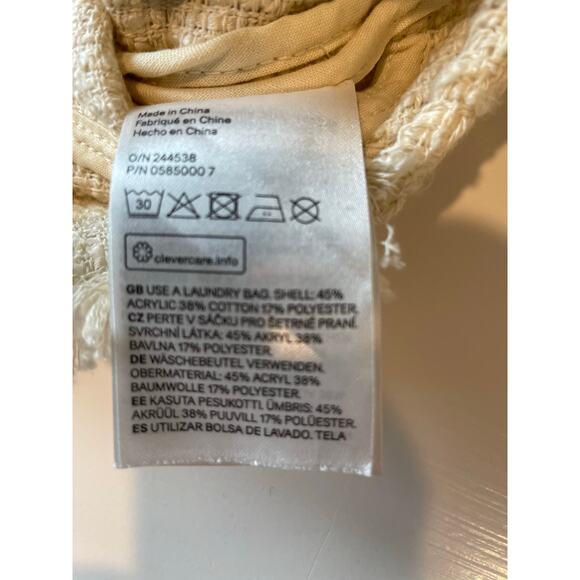 Made in China
Fabriqué en Chine
Hecho en China
O/N 244538
P/N 0585000 7
30
clevercare.info
GB USE A LAUNDRY BAG. SHELL: 45%
ACRYLIC 38% COTTON 17% POLYESTER.
CZ PERTE V SÁČKU PRO ŠETRNÉ PRANÍ.
SVRCHNÍ LÁTKA: 45% AKRYL 38%
BAVLNA 17% POLYESTER.
DE WÄSCHEBEUTEL VERWENDEN.
OBERMATERIAL: 45% ACRYL 38%
BAUMWOLLE 17% POLYESTER.
EE KASUTA PESUKOTTI. ÜMBRIS: 45%
AKRÜÜL 38% PUUVILL 17% POLÜESTER.
ES UTILIZAR BOLSA DE LAVADO. TELA